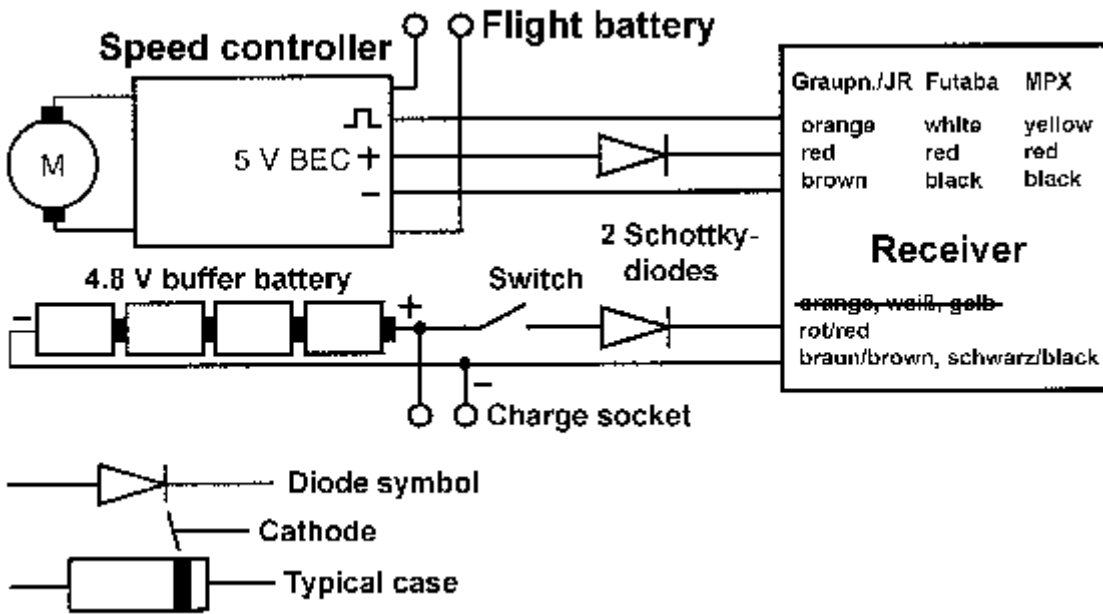 Speed controller
Flight battery
Graupn./JR Futaba MPX
orange white yellow
red red red
brown black black
5 V BEC +
-
M
2 Schottky-
diodes
Receiver
4.8 V buffer battery
Switch
- +
orange, weiß, gelb
rot/red
braun/brown, schwarz/black
-
Charge socket
Diode symbol
Cathode
Typical case